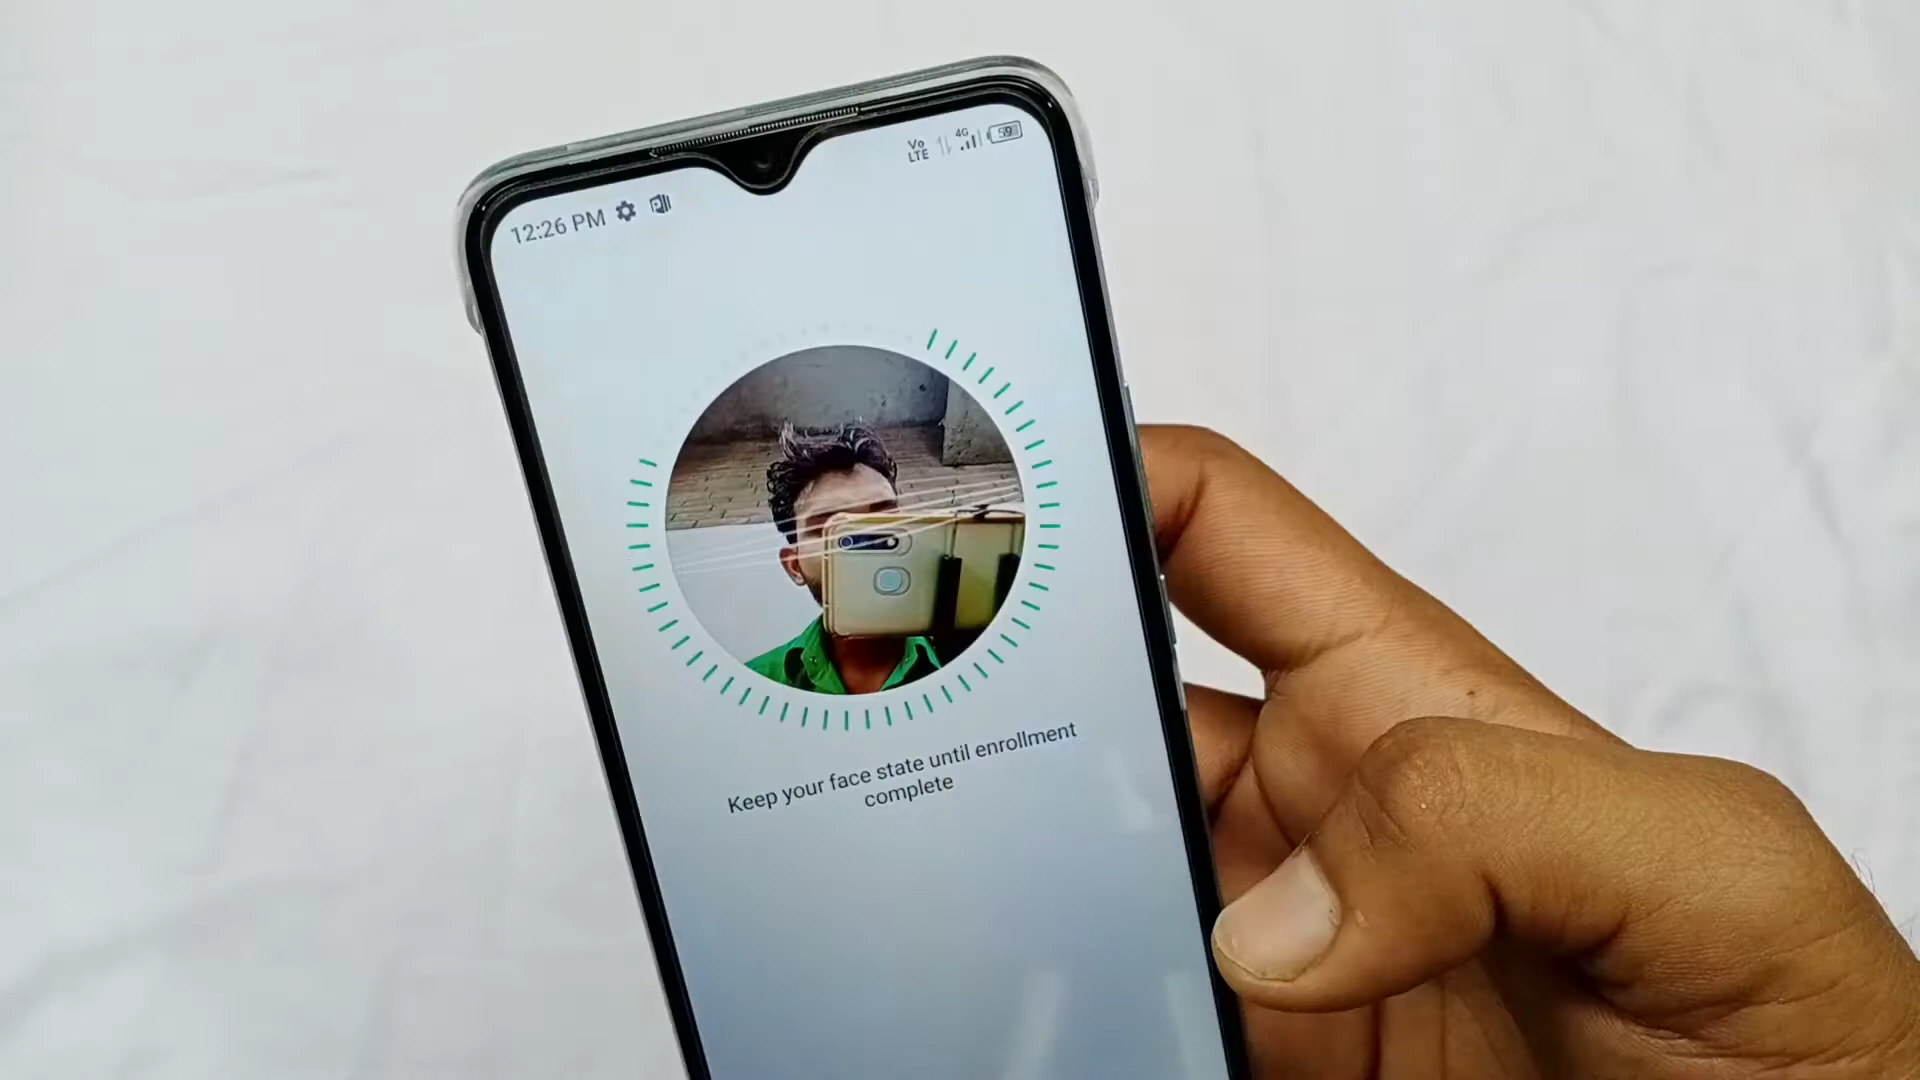 12:26 PM
Vo
LTE
4G
59
Keep your face state until enrollment
complete